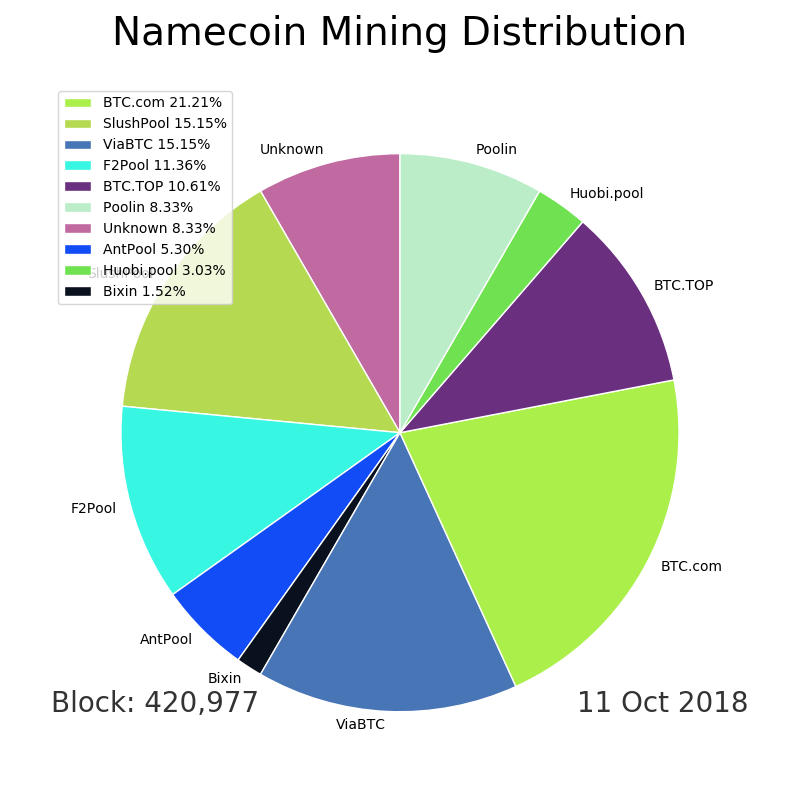 Namecoin Mining Distribution
BTC.com 21.21%
SlushPool 15.15%
ViaBTC 15.15%
F2Pool 11.36%
BTC.TOP 10.61%
Poolin 8.33%
Unknown 8.33%
AntPool 5.30%
Huobi.pool 3.03%
Bixin 1.52%
Unknown
Poolin
Huobi.pool
SlushPool
BTC.TOP
F2Pool
BTC.com
AntPool
Bixin
ViaBTC
Block: 420,977
11 Oct 2018